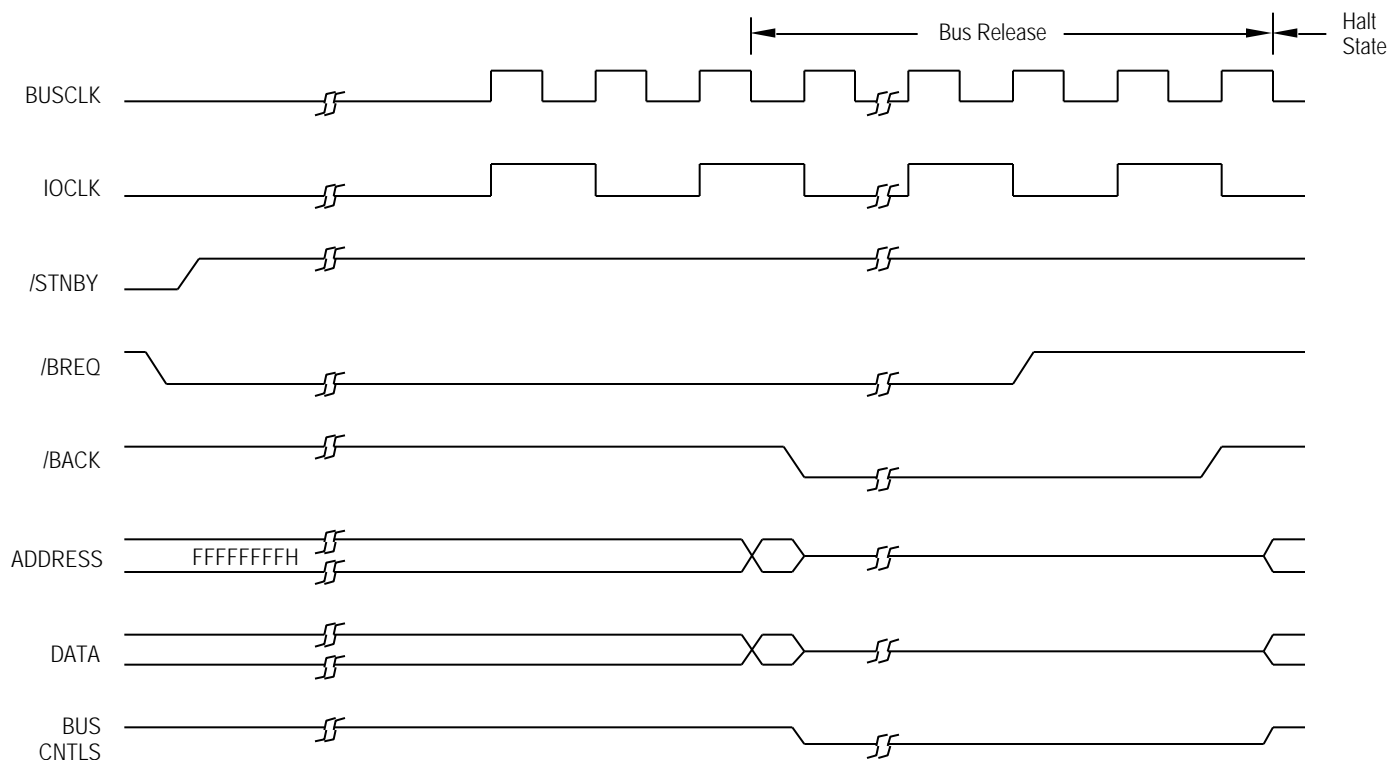 Bus Release
Halt
State
BUSCLK
IOCLK
/STNBY
/BREQ
/BACK
ADDRESS
FFFFFFFFH
DATA
BUS
CNTLS